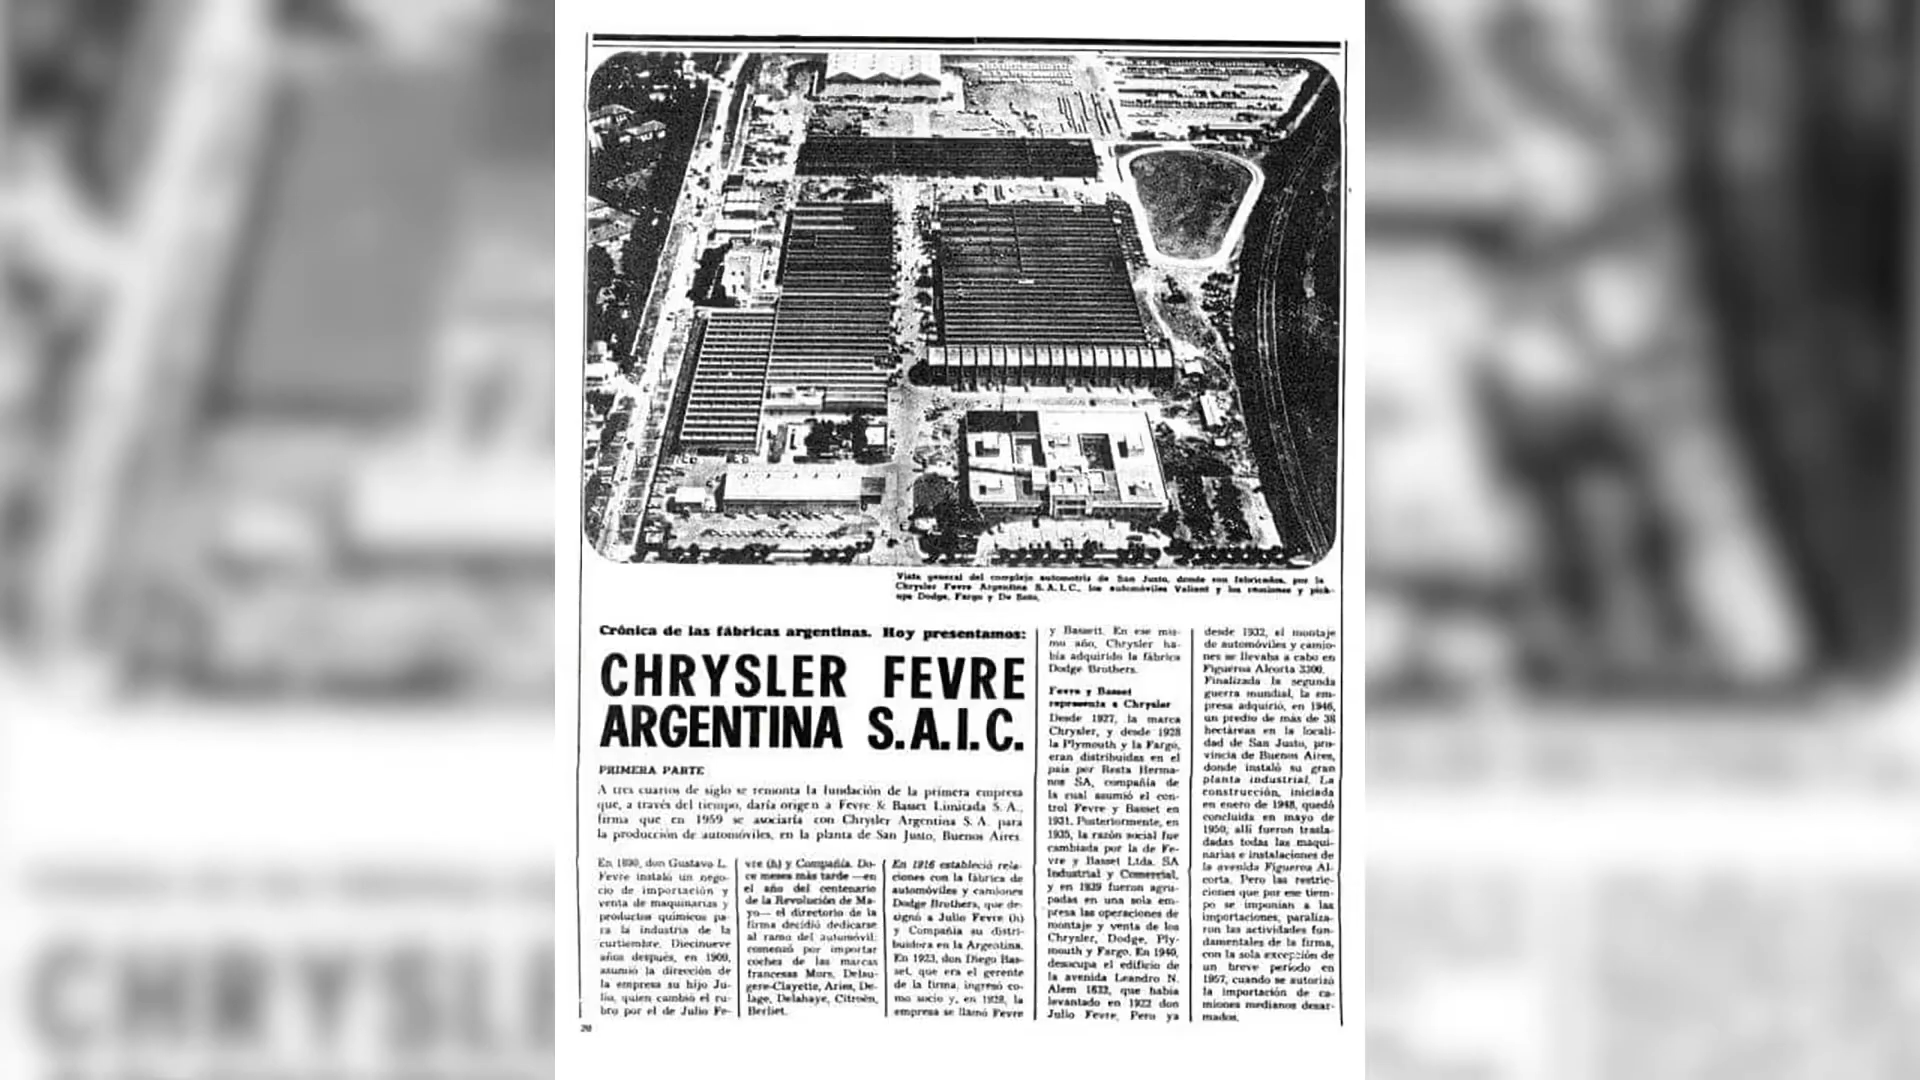 Vista general del complejo automotriz de San Justo, donde son fabricados, por la
Chrysler Fevre Argentina S.A.I.C., los automóviles Valiant y los camiones y pick-
ups Dodge, Fargo y De Soto.
Crónica de las fábricas argentinas. Hoy presentamos:
CHRYSLER FEVRE
ARGENTINA S.A.I.C.
PRIMERA PARTE
A tres cuartos de siglo se remonta la fundación de la primera empresa
que, a través del tiempo, daría origen a Fevre & Basset Limitada S. A.,
firma que en 1959 se asociaría con Chrysler Argentina S. A. para
la producción de automóviles, en la planta de San Justo, Buenos Aires.
En 1890, don Gustavo L.
Fevre instaló un nego-
cio de importación y
venta de maquinarias y
productos químicos pa-
ra la industria de la
curtiembre. Diecinueve
años después, en 1909,
asumió la dirección de
la empresa su hijo Ju-
lio, quien cambió el ru-
bro por el de Julio Fe-
vre (h) y Compañía. Do-
ce meses más tarde —en
el año del centenario
de la Revolución de Ma-
yo— el directorio de la
firma decidió dedicarse
al ramo del automóvil:
comenzó por importar
coches de las marcas
francesas Mors, Delau-
gere-Clayette, Aries, De-
lage, Delahaye, Citroën,
Berliet.
En 1916 estableció rela-
ciones con la fábrica de
automóviles y camiones
Dodge Brothers, que de-
signó a Julio Fevre (h)
y Compañía su distri-
buidora en la Argentina.
En 1923, don Diego Bas-
set, que era el gerente
de la firma, ingresó co-
mo socio y, en 1928, la
empresa se llamó Fevre
y Bassett. En ese mis-
mo año, Chrysler ha-
bía adquirido la fábrica
Dodge Brothers.
Fevre y Basset
representa a Chrysler
Desde 1927, la marca
Chrysler, y desde 1928
la Plymouth y la Fargo,
eran distribuidas en el
país por Resta Herma-
nos SA, compañía de
la cual asumió el con-
trol Fevre y Basset en
1931. Posteriormente, en
1935, la razón social fue
cambiada por la de Fe-
vre y Basset Ltda. SA
Industrial y Comercial,
y en 1939 fueron agru-
padas en una sola em-
presa las operaciones de
montaje y venta de los
Chrysler, Dodge, Ply-
mouth y Fargo. En 1940,
desocupa el edificio de
la avenida Leandro N.
Alem 1632, que había
levantado en 1922 don
Julio Fevre. Pero ya
desde 1932, el montaje
de automóviles y camio-
nes se llevaba a cabo en
Figueroa Alcorta 3300.
Finalizada la segunda
guerra mundial, la em-
presa adquirió, en 1946,
un predio de más de 38
hectáreas en la locali-
dad de San Justo, pro-
vincia de Buenos Aires,
donde instaló su gran
planta industrial. La
construcción, iniciada
en enero de 1948, quedó
concluida en mayo de
1950; allí fueron trasla-
dadas todas las maqui-
narias e instalaciones de
la avenida Figueroa Al-
corta. Pero las restric-
ciones que por ese tiem-
po se imponían a las
importaciones, paraliza-
ron las actividades fun-
damentales de la firma,
con la sola excepción de
un breve período en
1957, cuando se autorizó
la importación de ca-
miones medianos desar-
mados.
20
CHRYSLE